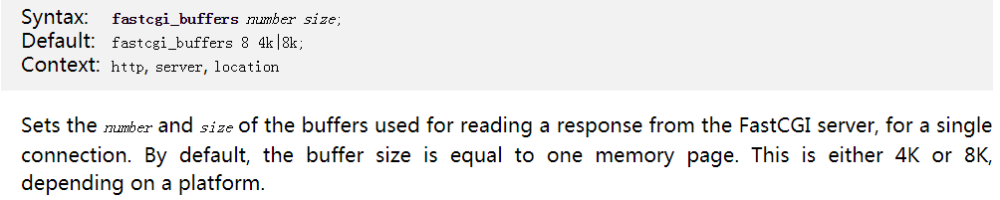 Syntax: fastcgi_buffers number size;
Default: fastcgi_buffers 8 4k|8k;
Context: http, server, location
Sets the number and size of the buffers used for reading a response from the FastCGI server, for a single
connection. By default, the buffer size is equal to one memory page. This is either 4K or 8K,
depending on a platform.